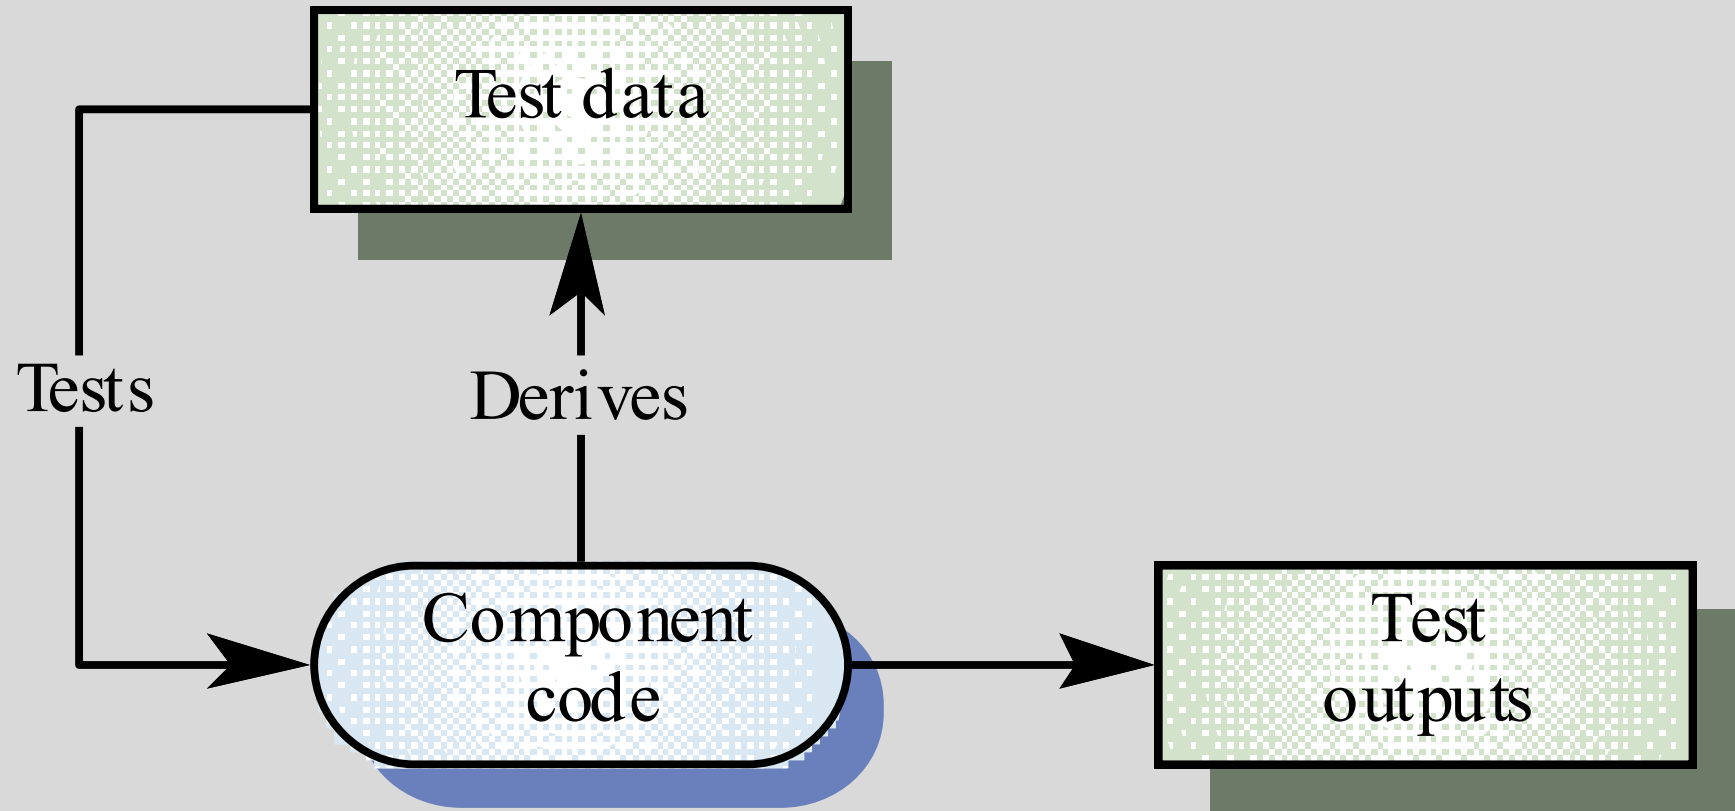 Test data
Tests
Derives
Component
code
Test
outputs